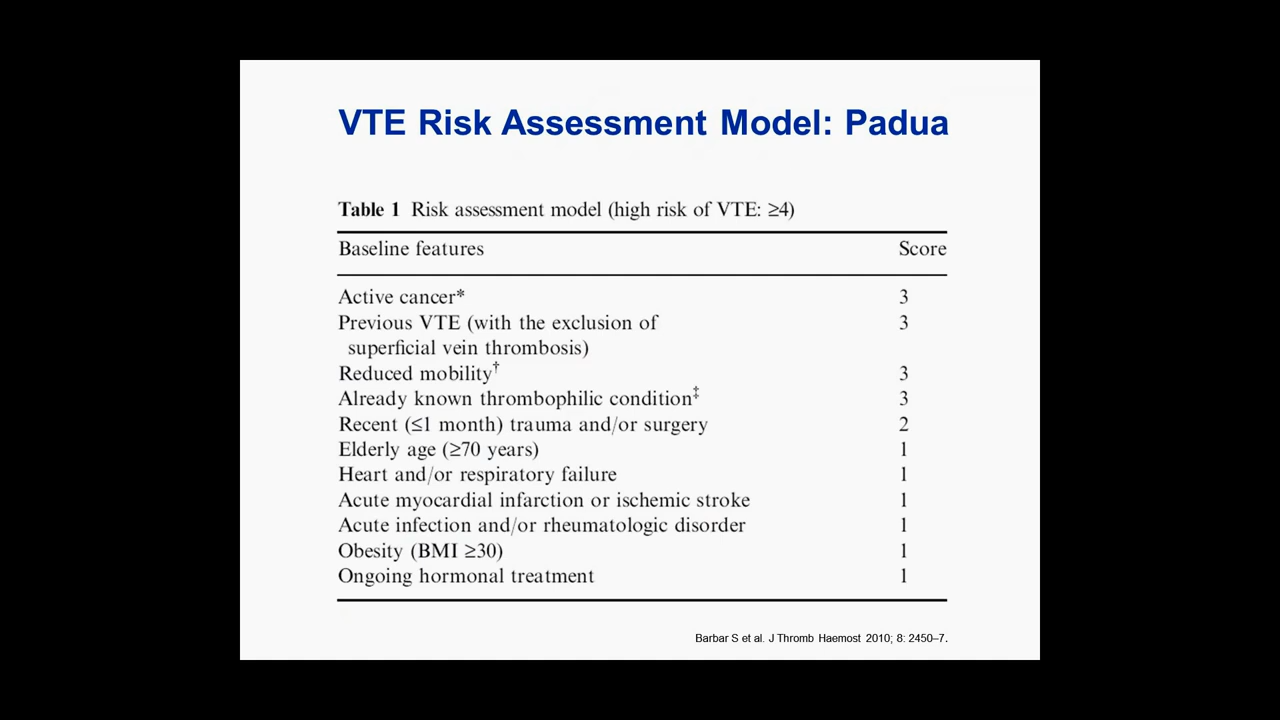 VTE Risk Assessment Model: Padua
Table 1 Risk assessment model (high risk of VTE: ≥4)
Baseline features Score
Active cancer* 3
Previous VTE (with the exclusion of 3
superficial vein thrombosis)
Reduced mobility† 3
Already known thrombophilic condition‡ 3
Recent (≤1 month) trauma and/or surgery 2
Elderly age (≥70 years) 1
Heart and/or respiratory failure 1
Acute myocardial infarction or ischemic stroke 1
Acute infection and/or rheumatologic disorder 1
Obesity (BMI ≥30) 1
Ongoing hormonal treatment 1
Barbar S et al. J Thromb Haemost 2010; 8: 2450–7.